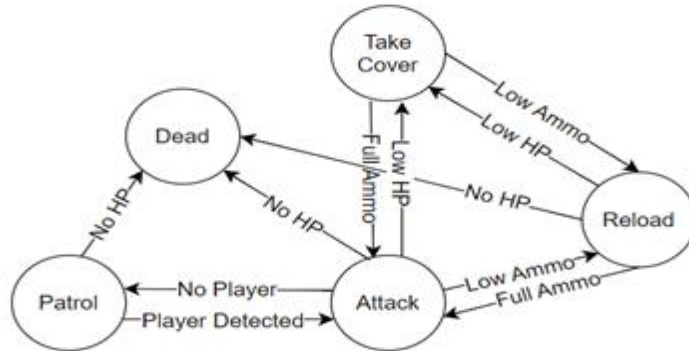 Take
Cover
Low Ammo
Low HP
Dead
Full Ammo
Low HP
No HP
Reload
No HP
No HP
Patrol
No Player
Player Detected
Attack
Low Ammo
Full Ammo